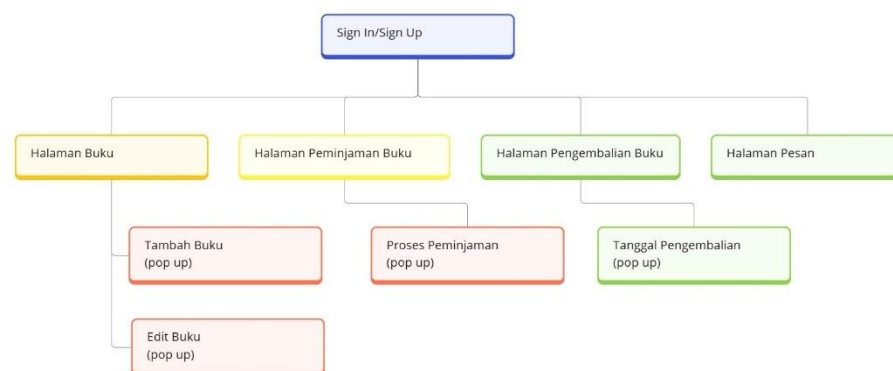 Sign In/Sign Up
Halaman Buku
Halaman Peminjaman Buku
Halaman Pengembalian Buku
Halaman Pesan
Tambah Buku
(pop up)
Proses Peminjaman
(pop up)
Tanggal Pengembalian
(pop up)
Edit Buku
(pop up)